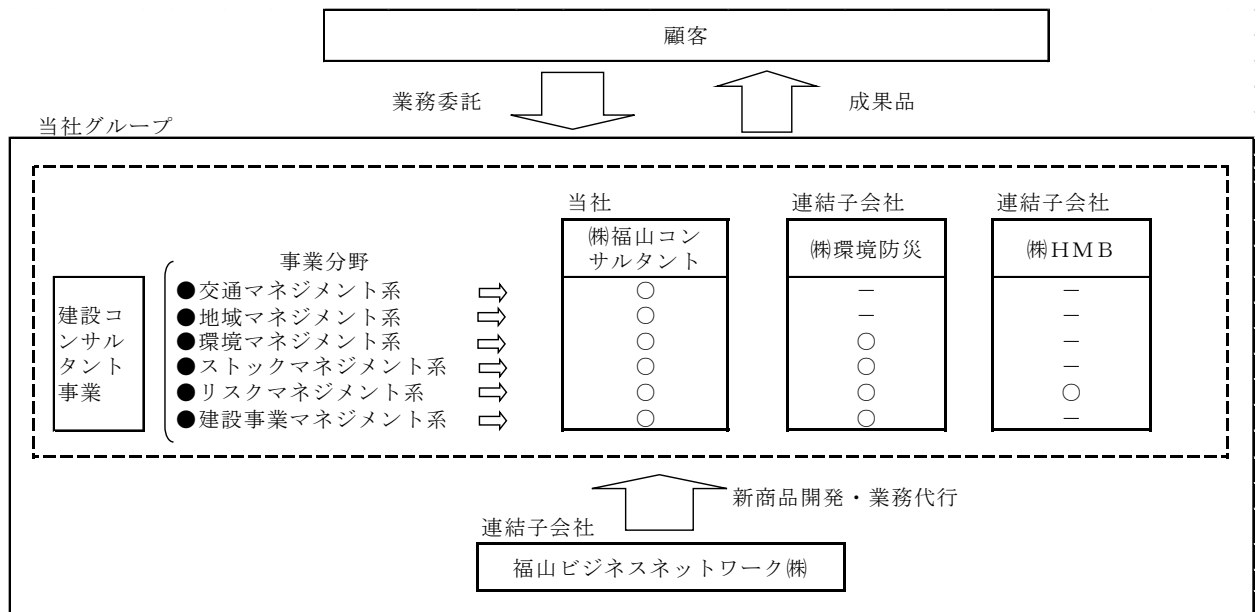 顧客
業務委託
成果品
当社グループ
当社
連結子会社
連結子会社
㈱福山コン
サルタント
㈱環境防災
㈱HMB
建設コ
ンサル
タント
事業
事業分野
●交通マネジメント系 ⇨ ○ － －
●地域マネジメント系 ⇨ ○ － －
●環境マネジメント系 ⇨ ○ ○ －
●ストックマネジメント系 ⇨ ○ ○ －
●リスクマネジメント系 ⇨ ○ ○ ○
●建設事業マネジメント系 ⇨ ○ ○ －
新商品開発・業務代行
連結子会社
福山ビジネスネットワーク㈱